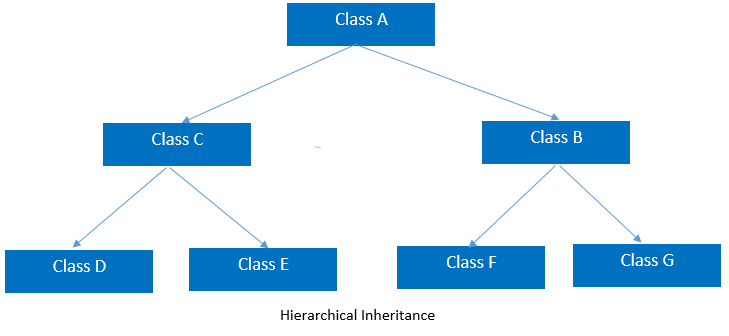 Class A
Class C
Class B
Class D
Class E
Class F
Class G
Hierarchical Inheritance